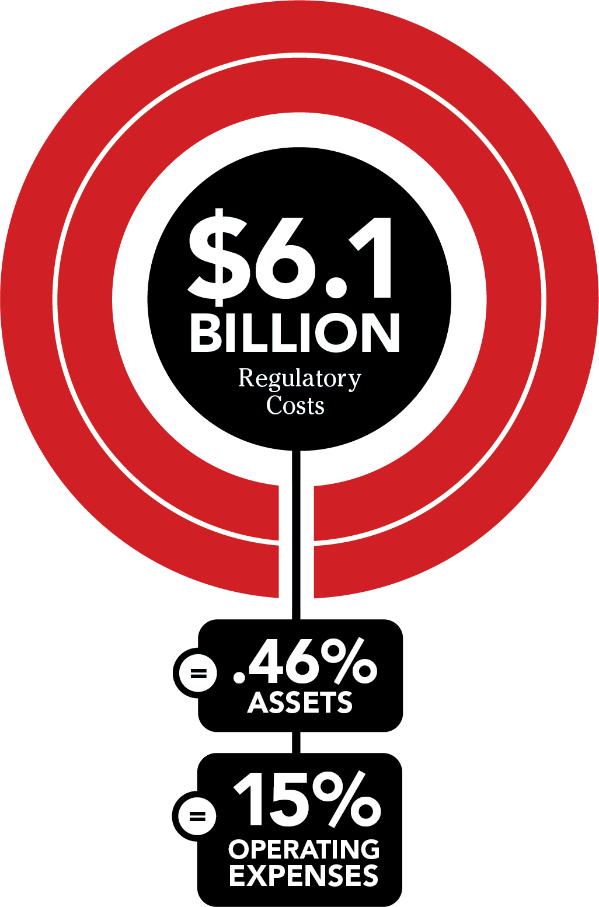 $6.1
BILLION
Regulatory
Costs
= .46%
ASSETS
= 15%
OPERATING
EXPENSES